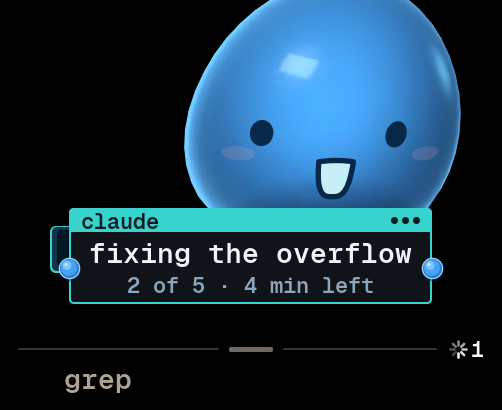 claude
fixing the overflow
2 of 5 · 4 min left
1
grep